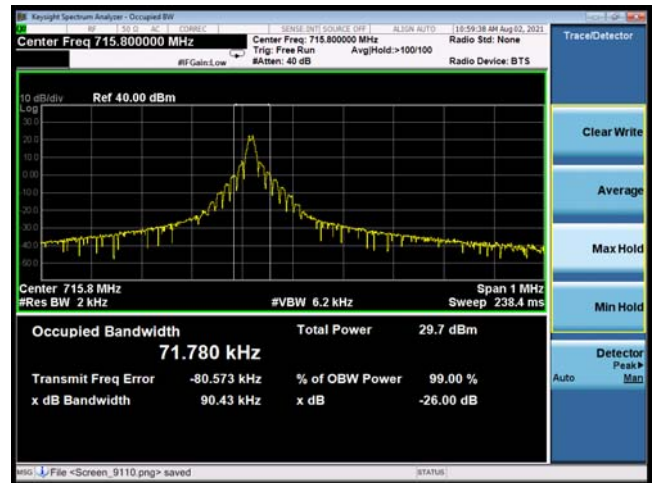 Keysight Spectrum Analyzer - Occupied BW
RF 50 Ω AC CORREC SENSE:INT SOURCE OFF ALIGN AUTO 10:59:38 AM Aug 02, 2021
Center Freq 715.800000 MHz
Center Freq: 715.800000 MHz
Radio Std: None
Trig: Free Run Avg|Hold:>100/100
#IFGain:Low #Atten: 40 dB Radio Device: BTS
10 dB/div Ref 40.00 dBm
Log
30.0
20.0
10.0
0.00
10.0
20.0
30.0
40.0
50.0
Center 715.8 MHz Span 1 MHz
#Res BW 2 kHz #VBW 6.2 kHz Sweep 238.4 ms
Occupied Bandwidth Total Power 29.7 dBm
71.780 kHz
Transmit Freq Error -80.573 kHz % of OBW Power 99.00 %
x dB Bandwidth 90.43 kHz x dB -26.00 dB
MSG File <Screen_9110.png> saved STATUS
Trace/Detector
Clear Write
Average
Max Hold
Min Hold
Detector
Peak▶
Auto Man